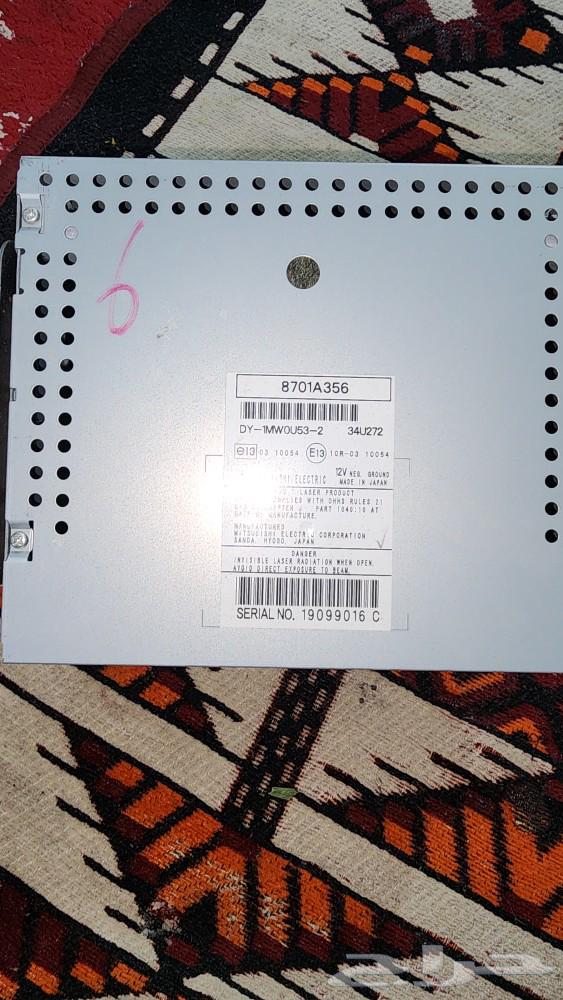 6
8701A356
DY-1MW0U53-2 34U272
e13 03 10054 E13 10R-03 10054
ELECTRIC 12V NEG. GROUND
MADE IN JAPAN
LASER PRODUCT
WITH DHHS RULES 21
PART 1040.10 AT
MANUFACTURE.
MANUFACTURED
MITSUBISHI ELECTRIC CORPORATION
SANDA, HYOGO, JAPAN
DANGER
INVISIBLE LASER RADIATION WHEN OPEN.
AVOID DIRECT EXPOSURE TO BEAM.
SERIAL NO. 19099016 C
حراج